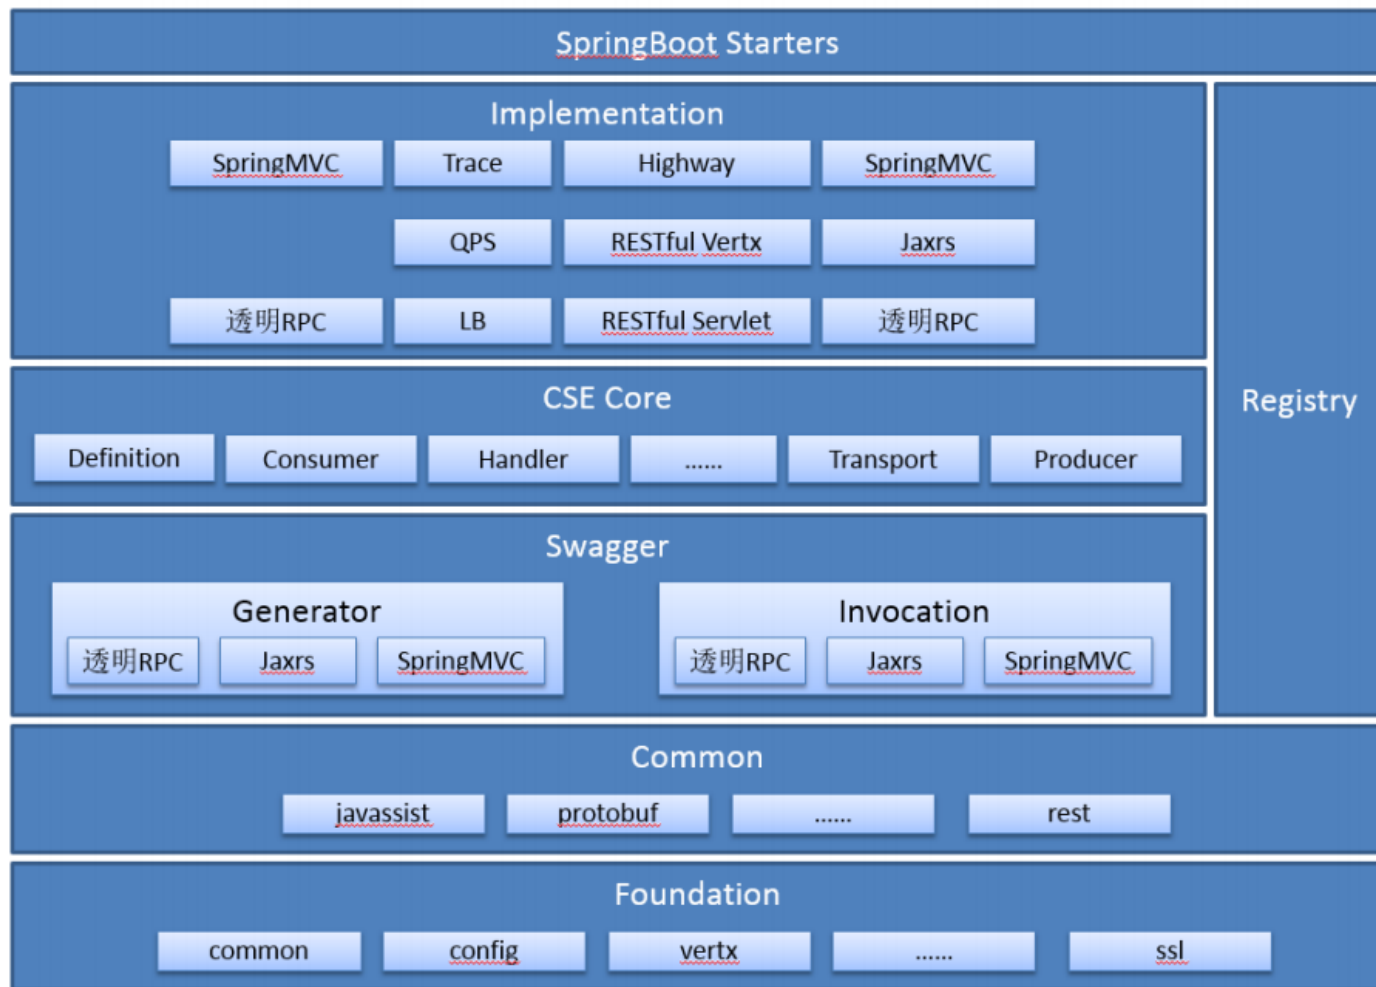 SpringBoot Starters
Implementation
SpringMVC Trace Highway SpringMVC
QPS RESTful Vertx Jaxrs
透明RPC LB RESTful Servlet 透明RPC
Registry
CSE Core
Definition Consumer Handler ...... Transport Producer
Swagger
Generator Invocation
透明RPC Jaxrs SpringMVC 透明RPC Jaxrs SpringMVC
Common
javassist protobuf ...... rest
Foundation
common config vertx ...... ssl